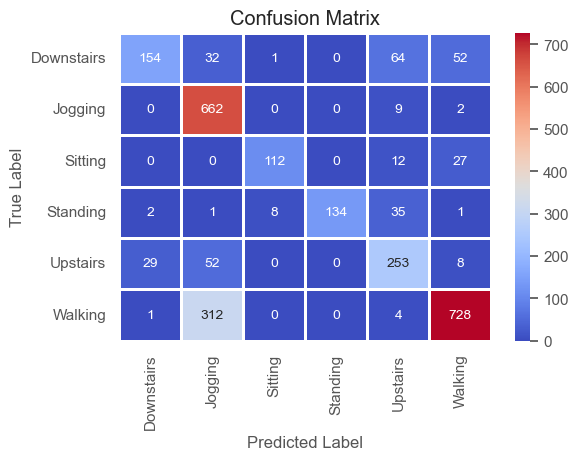 Confusion Matrix
True Label
Downstairs 154 32 1 0 64 52
Jogging 0 662 0 0 9 2
Sitting 0 0 112 0 12 27
Standing 2 1 8 134 35 1
Upstairs 29 52 0 0 253 8
Walking 1 312 0 0 4 728
Downstairs Jogging Sitting Standing Upstairs Walking
Predicted Label
700
600
500
400
300
200
100
0